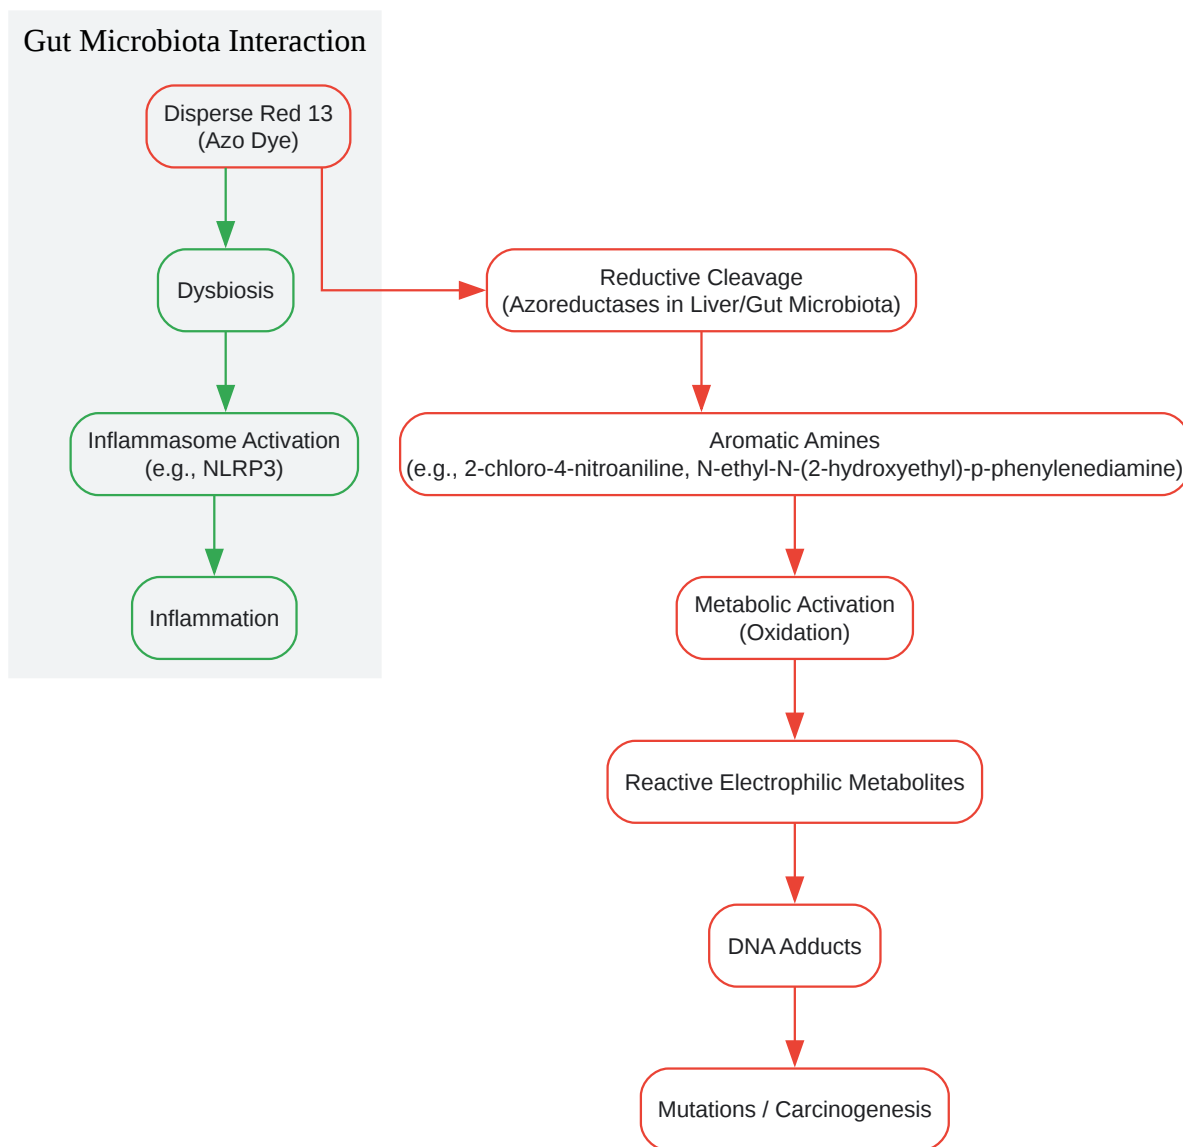 Gut Microbiota Interaction
Disperse Red 13
(Azo Dye)
Dysbiosis
Reductive Cleavage
(Azoreductases in Liver/Gut Microbiota)
Inflammasome Activation
(e.g., NLRP3)
Aromatic Amines
(e.g., 2-chloro-4-nitroaniline, N-ethyl-N-(2-hydroxyethyl)-p-phenylenediamine)
Inflammation
Metabolic Activation
(Oxidation)
Reactive Electrophilic Metabolites
DNA Adducts
Mutations / Carcinogenesis